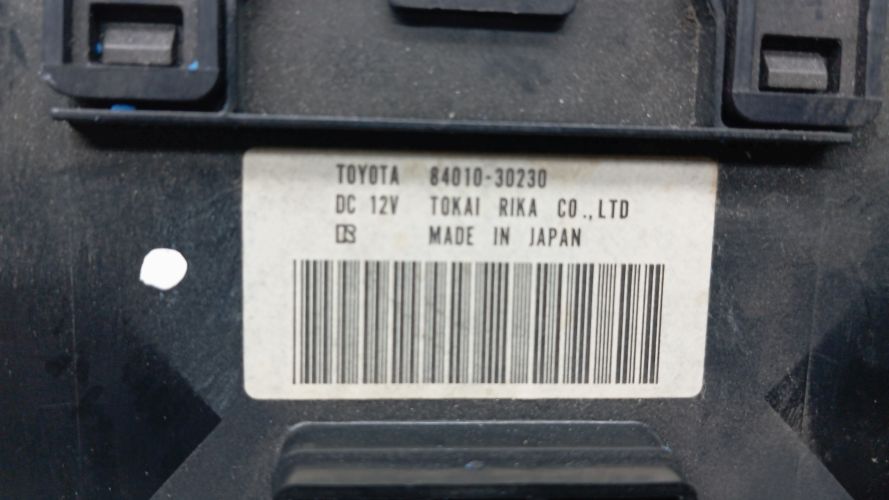 TOYOTA 84010-30230
DC 12V TOKAI RIKA CO.,LTD
MADE IN JAPAN